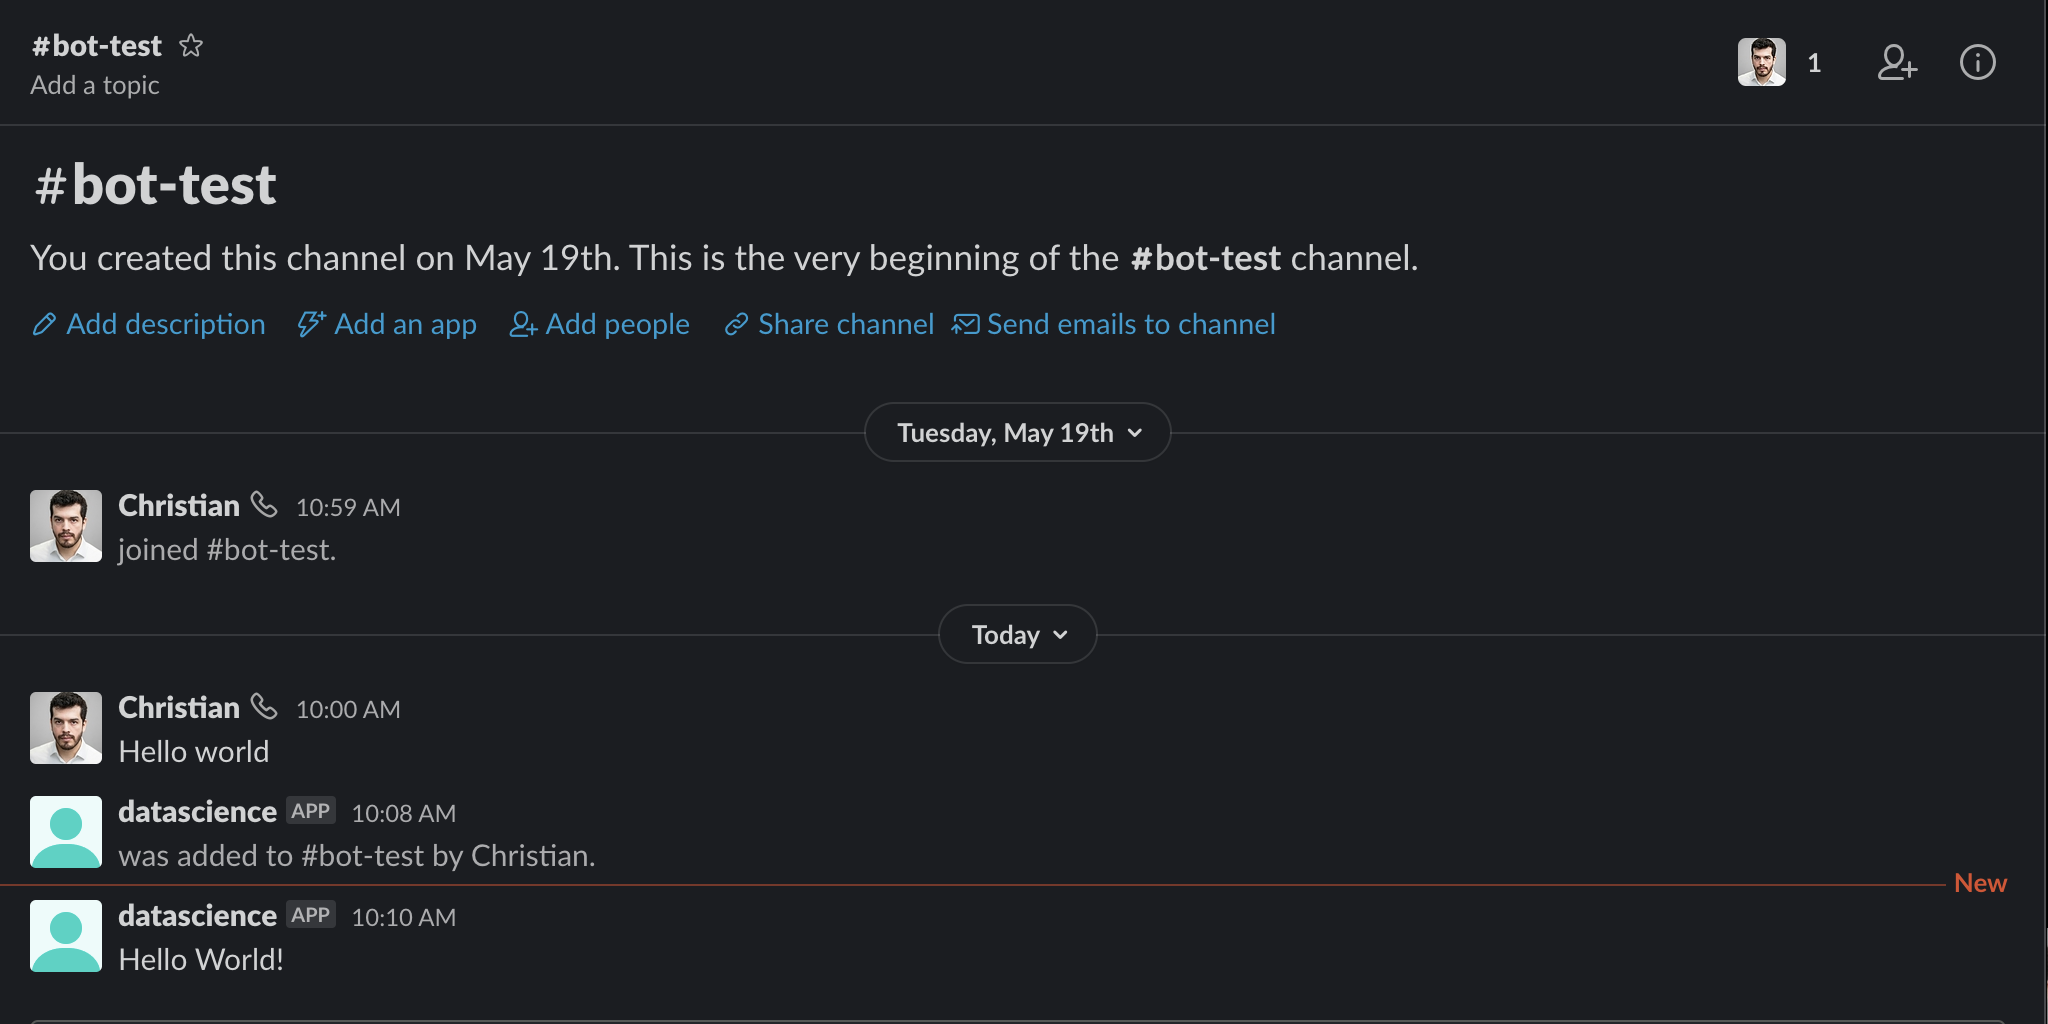 #bot-test
Add a topic
1
#bot-test
You created this channel on May 19th. This is the very beginning of the #bot-test channel.
Add description Add an app Add people Share channel Send emails to channel
Tuesday, May 19th
Christian 10:59 AM
joined #bot-test.
Today
Christian 10:00 AM
Hello world
datascience APP 10:08 AM
was added to #bot-test by Christian.
New
datascience APP 10:10 AM
Hello World!